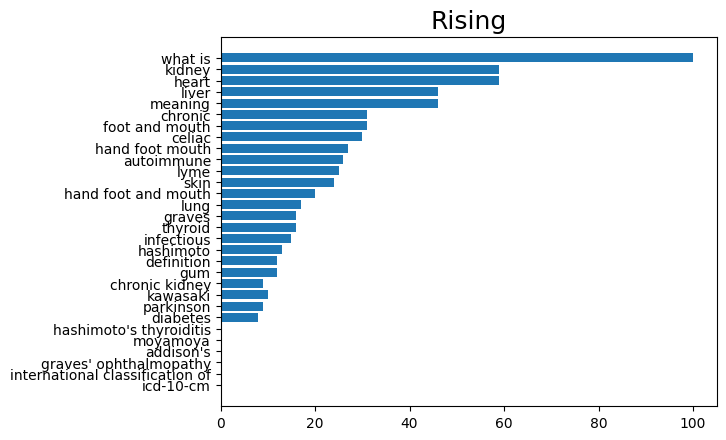 Rising
what is
kidney
heart
liver
meaning
chronic
foot and mouth
celiac
hand foot mouth
autoimmune
lyme
skin
hand foot and mouth
lung
graves
thyroid
infectious
hashimoto
definition
gum
chronic kidney
kawasaki
parkinson
diabetes
hashimoto's thyroiditis
moyamoya
addison's
graves' ophthalmopathy
international classification of
icd-10-cm
0 20 40 60 80 100